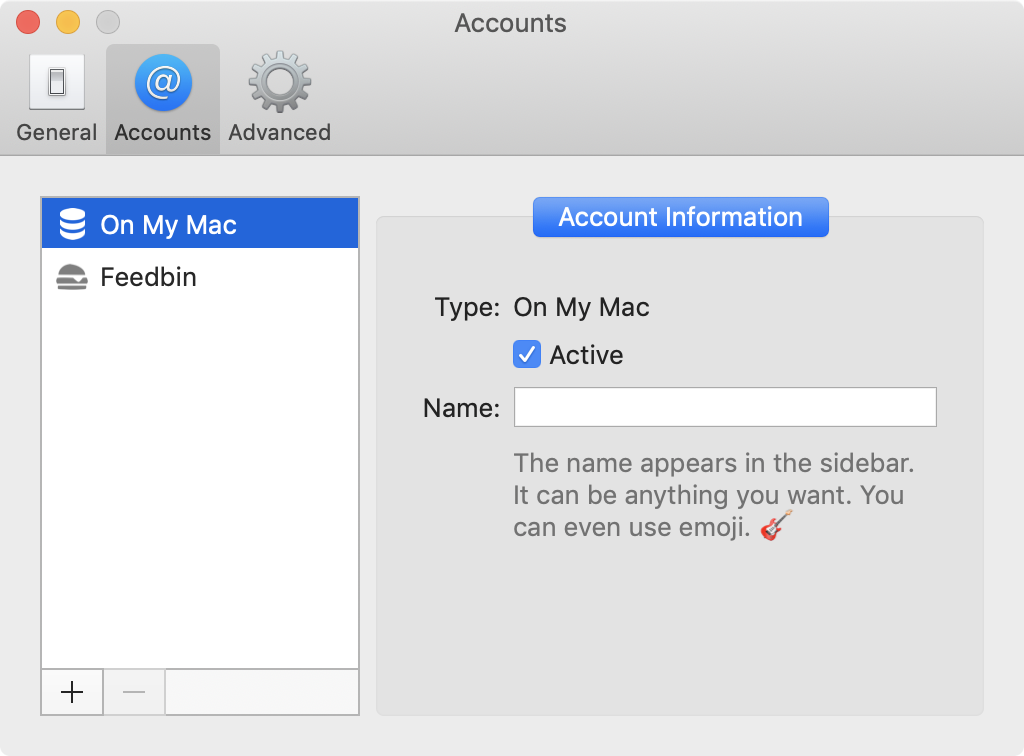 Accounts
General
Accounts
Advanced
On My Mac
Feedbin
Account Information
Type: On My Mac
Active
Name:
The name appears in the sidebar.
It can be anything you want. You
can even use emoji. 🎸